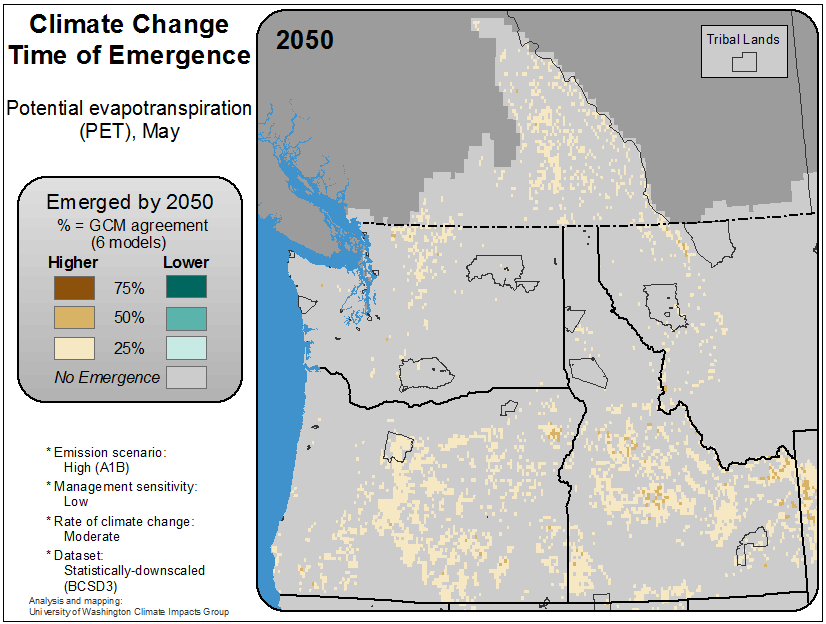 Climate Change
Time of Emergence
Potential evapotranspiration
(PET), May
Emerged by 2050
% = GCM agreement
(6 models)
Higher Lower
75%
50%
25%
No Emergence
* Emission scenario:
High (A1B)
* Management sensitivity:
Low
* Rate of climate change:
Moderate
* Dataset:
Statistically-downscaled
(BCSD3)
Analysis and mapping:
University of Washington Climate Impacts Group
2050
Tribal Lands